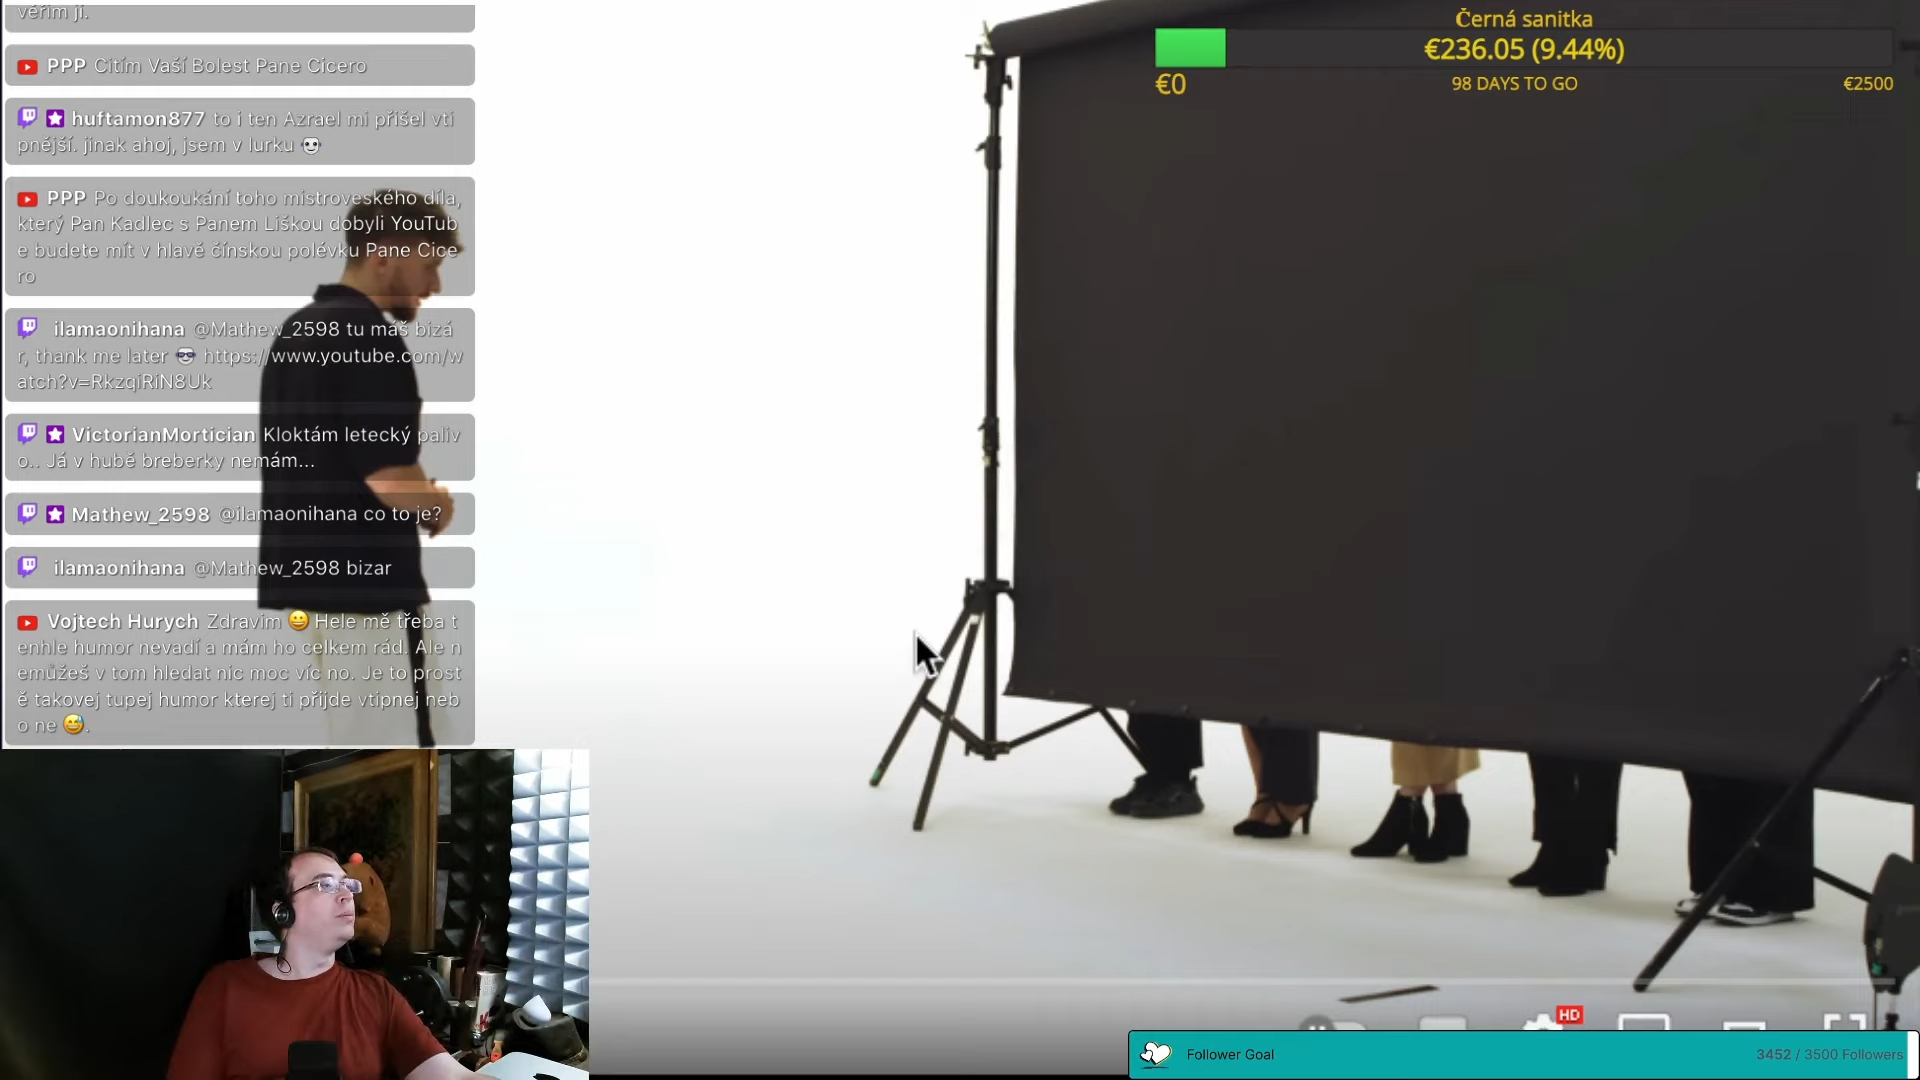 věřím ji.
PPP Cítím Vaší Bolest Pane Cicero
huftamon877 to i ten Azrael mi přišel vti
pnější. jinak ahoj, jsem v lurku
PPP Po doukoukání toho mistroveského díla,
který Pan Kadlec s Panem Liškou dobyli YouTub
e budete mít v hlavě čínskou polévku Pane Cice
ro
ilamaonihana @Mathew_2598 tu máš bizá
r, thank me later https://www.youtube.com/w
atch?v=RkzqiRiN8Uk
VictorianMortician Kloktám letecký paliv
o.. Já v hubě breberky nemám...
Mathew_2598 @ilamaonihana co to je?
ilamaonihana @Mathew_2598 bizar
Vojtech Hurych Zdravim 😀 Hele mě třeba t
enhle humor nevadí a mám ho celkem rád. Ale n
emůžeš v tom hledat nic moc víc no. Je to prost
ě takovej tupej humor kterej ti přijde vtipnej neb
o ne 😅.
Černá sanitka
€236.05 (9.44%)
€0
98 DAYS TO GO
€2500
HD
Follower Goal
3452 / 3500 Followers